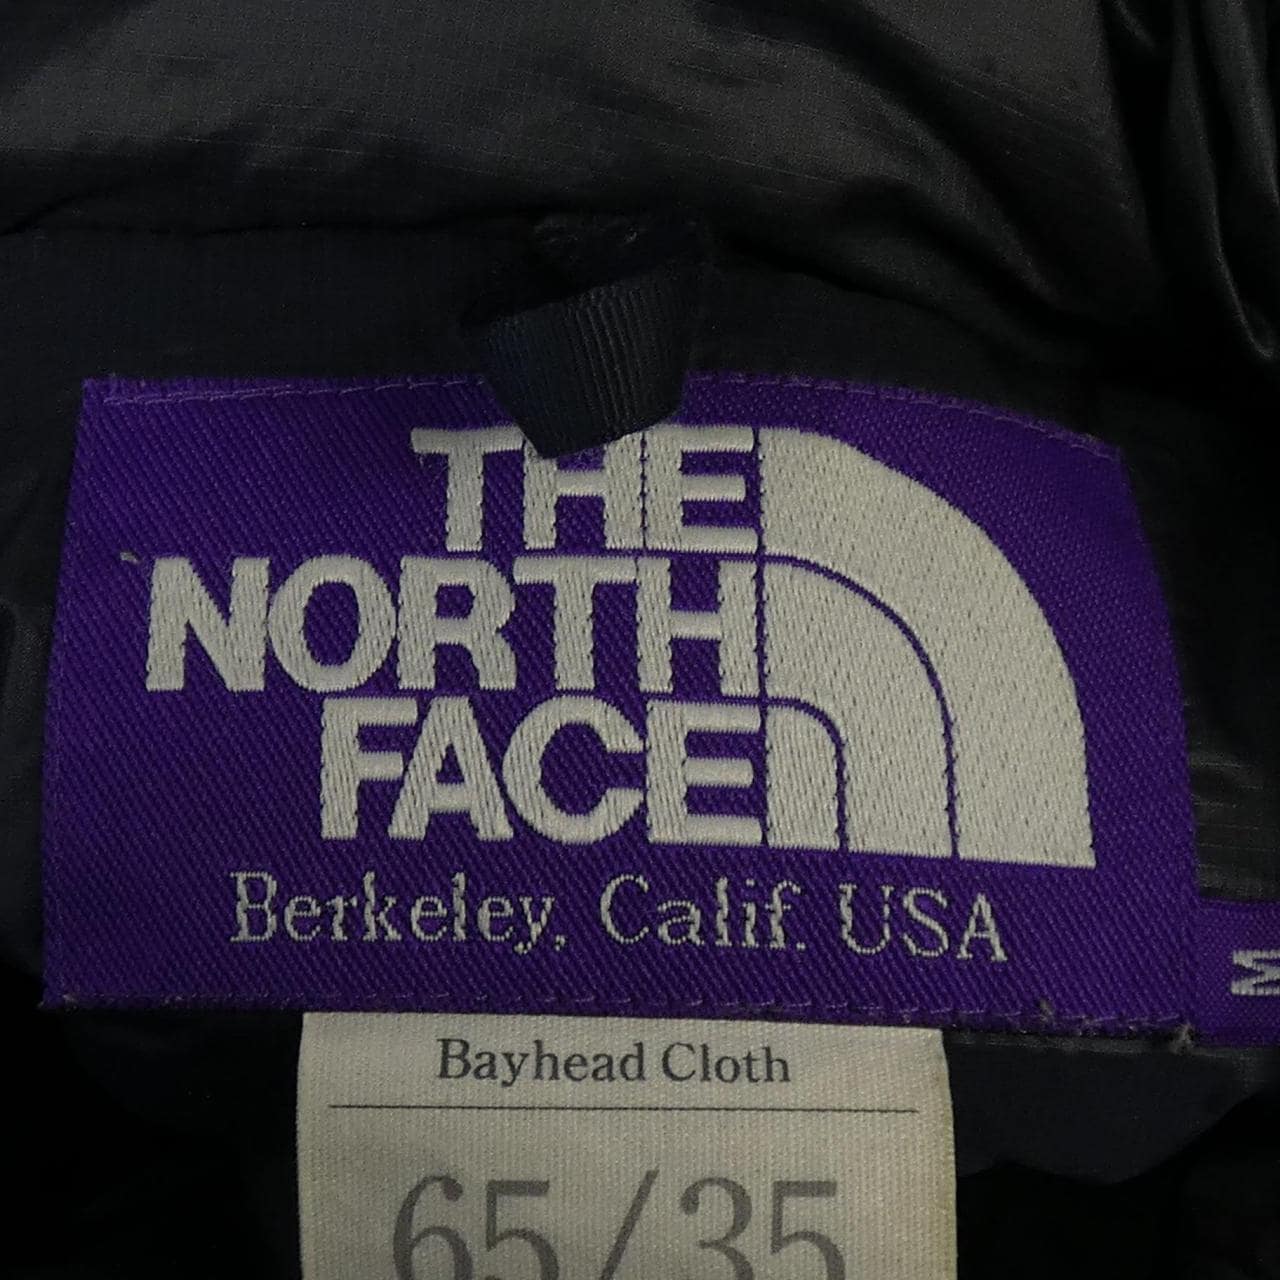 THE
NORTH
FACE
Berkeley, Calif. USA
M
Bayhead Cloth
65/35